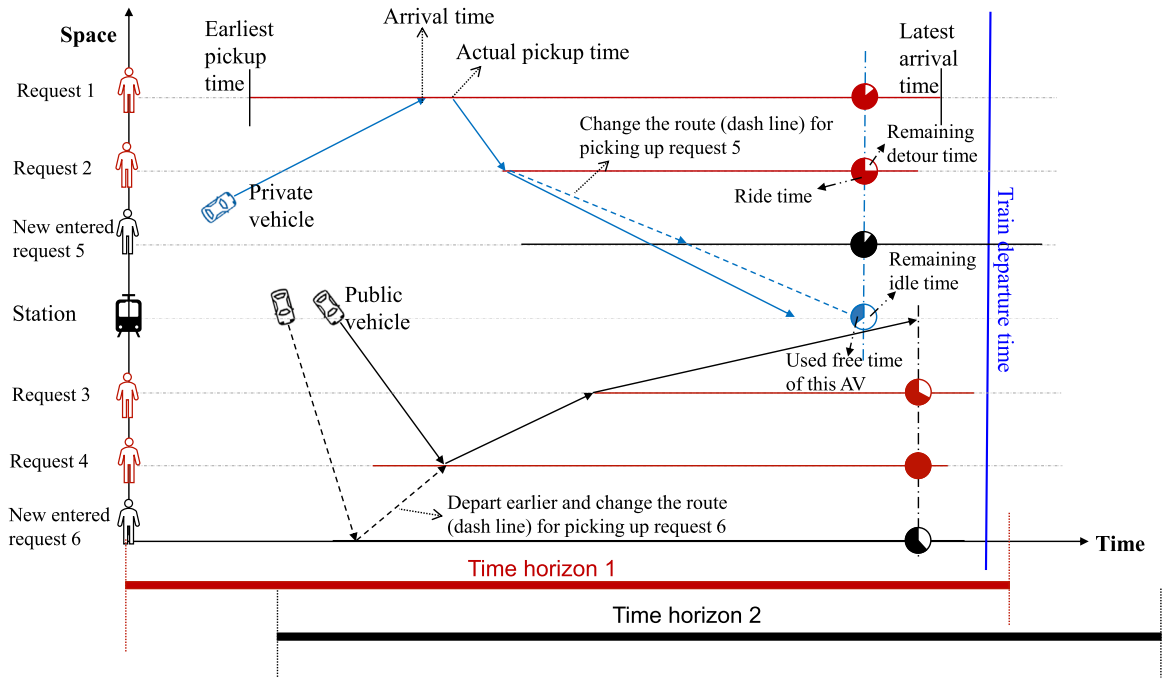 Space
Earliest
pickup
time
Arrival time
Actual pickup time
Latest
arrival
time
Request 1
Change the route (dash line) for
picking up request 5
Remaining
detour time
Request 2
Ride time
Private
vehicle
New entered
request 5
Train departure time
Remaining
idle time
Station
Public
vehicle
Used free time
of this AV
Request 3
Request 4
Depart earlier and change the route
(dash line) for picking up request 6
New entered
request 6
Time
Time horizon 1
Time horizon 2